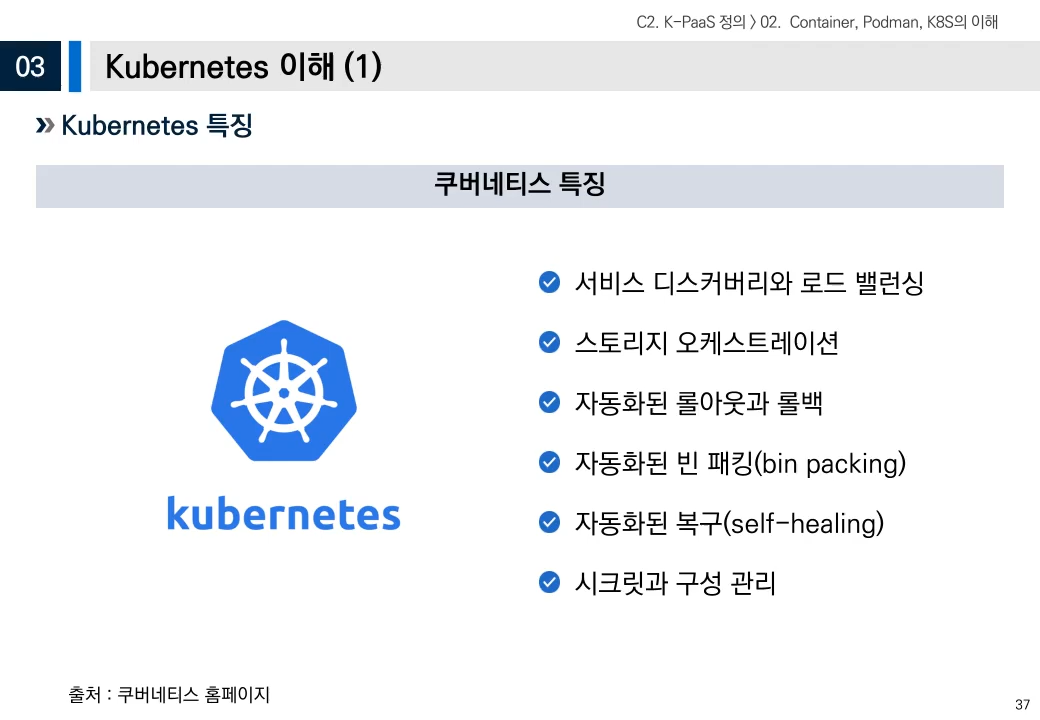 C2. K-PaaS 정의 > 02. Container, Podman, K8S의 이해
03 Kubernetes 이해 (1)
Kubernetes 특징
쿠버네티스 특징
서비스 디스커버리와 로드 밸런싱
스토리지 오케스트레이션
자동화된 롤아웃과 롤백
자동화된 빈 패킹(bin packing)
자동화된 복구(self-healing)
시크릿과 구성 관리
kubernetes
출처 : 쿠버네티스 홈페이지
37